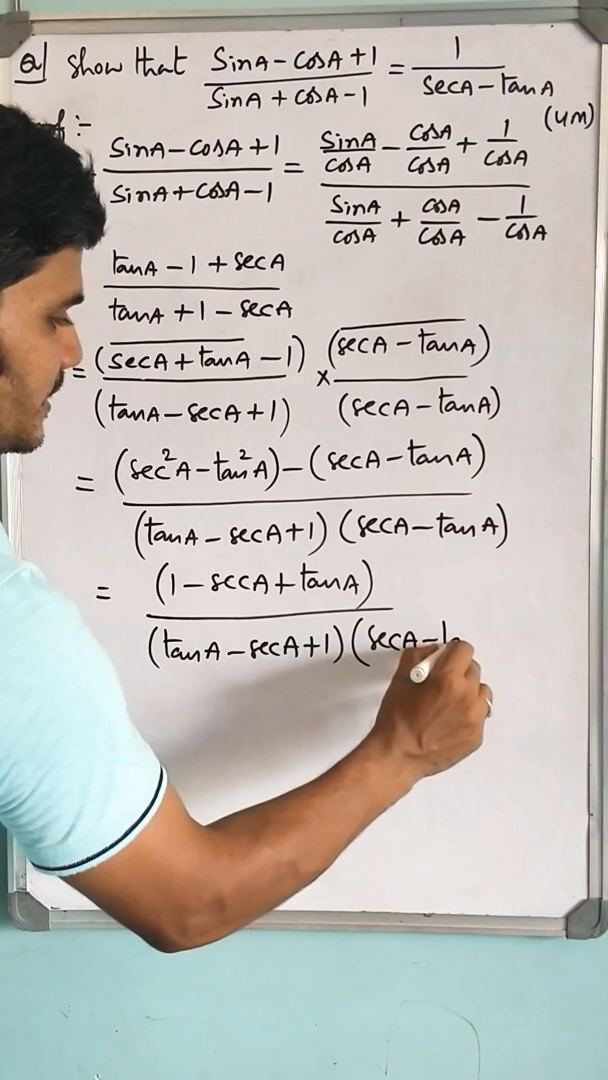 Q] Show that (SinA - CosA + 1)/(SinA + CosA - 1) = 1/(SecA - tanA)
(4M)
:-
(SinA - CosA + 1)/(SinA + CosA - 1) = (SinA/CosA - CosA/CosA + 1/CosA)/(SinA/CosA + CosA/CosA - 1/CosA)
(tanA - 1 + SecA)/(tanA + 1 - SecA)
= (SecA + tanA - 1)/(tanA - SecA + 1) × (SecA - tanA)/(SecA - tanA)
= ((Sec²A - tan²A) - (SecA - tanA))/((tanA - SecA + 1)(SecA - tanA))
= (1 - SecA + tanA)/((tanA - SecA + 1)(SecA -